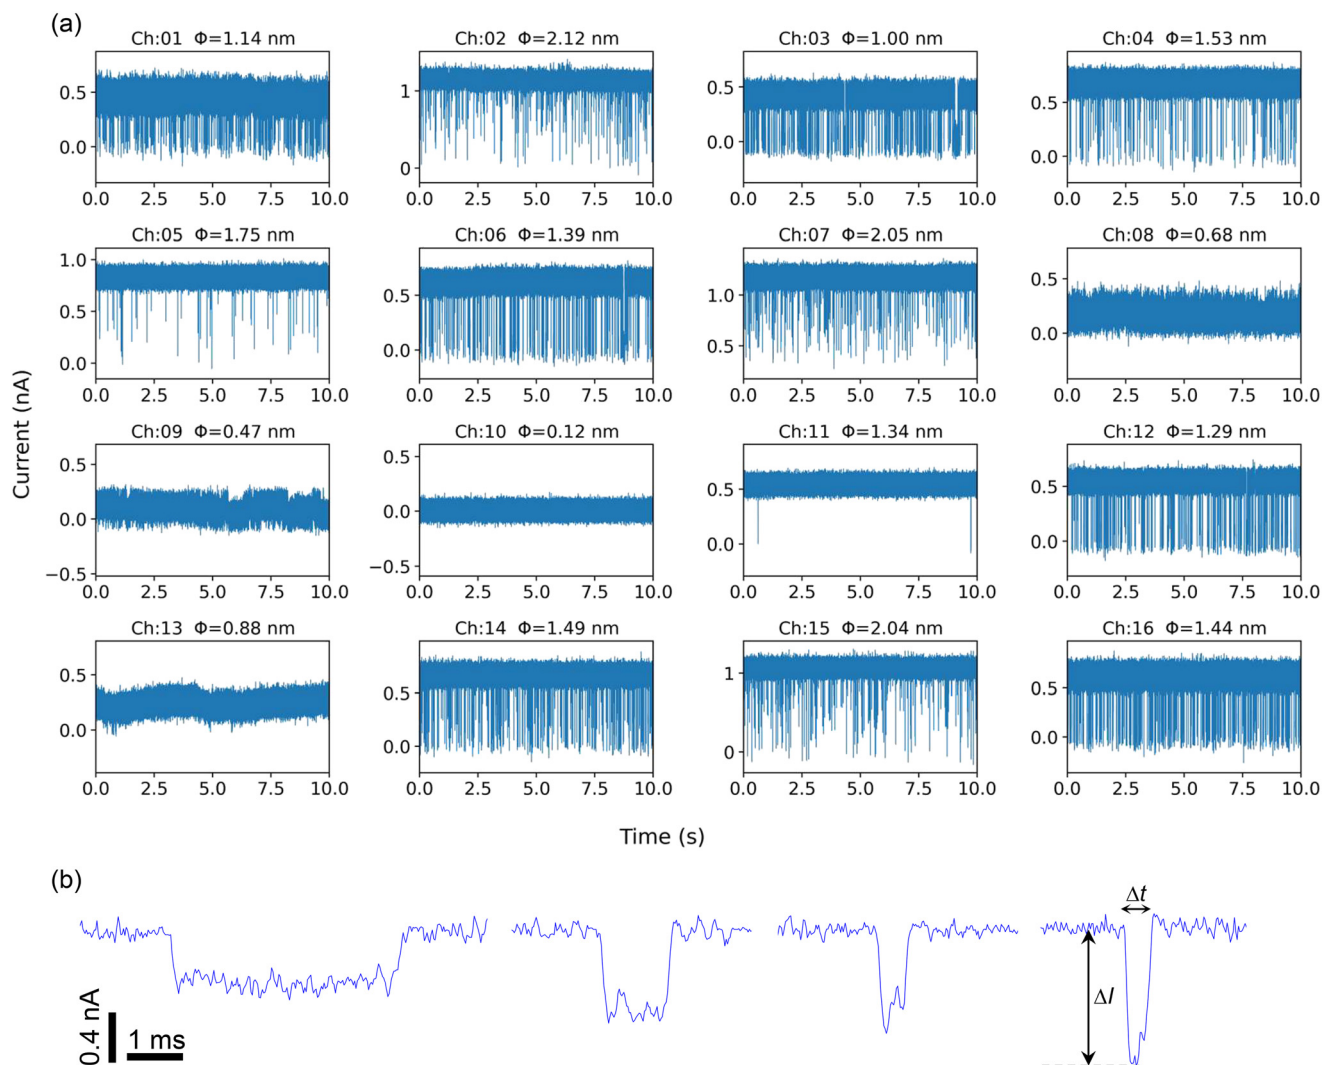 (a)
Ch:01 Φ=1.14 nm
Ch:02 Φ=2.12 nm
Ch:03 Φ=1.00 nm
Ch:04 Φ=1.53 nm
0.5
0.0
1
0
0.5
0.0
0.5
0.0
0.0 2.5 5.0 7.5 10.0
0.0 2.5 5.0 7.5 10.0
0.0 2.5 5.0 7.5 10.0
0.0 2.5 5.0 7.5 10.0
Ch:05 Φ=1.75 nm
Ch:06 Φ=1.39 nm
Ch:07 Φ=2.05 nm
Ch:08 Φ=0.68 nm
1.0
0.5
0.0
0.5
0.0
1.0
0.5
0.5
0.0
0.0 2.5 5.0 7.5 10.0
0.0 2.5 5.0 7.5 10.0
0.0 2.5 5.0 7.5 10.0
0.0 2.5 5.0 7.5 10.0
Current (nA)
Ch:09 Φ=0.47 nm
Ch:10 Φ=0.12 nm
Ch:11 Φ=1.34 nm
Ch:12 Φ=1.29 nm
0.5
0.0
−0.5
0.5
0.0
−0.5
0.5
0.0
0.5
0.0
0.0 2.5 5.0 7.5 10.0
0.0 2.5 5.0 7.5 10.0
0.0 2.5 5.0 7.5 10.0
0.0 2.5 5.0 7.5 10.0
Ch:13 Φ=0.88 nm
Ch:14 Φ=1.49 nm
Ch:15 Φ=2.04 nm
Ch:16 Φ=1.44 nm
0.5
0.0
0.5
0.0
1
0
0.5
0.0
0.0 2.5 5.0 7.5 10.0
0.0 2.5 5.0 7.5 10.0
0.0 2.5 5.0 7.5 10.0
0.0 2.5 5.0 7.5 10.0
Time (s)
(b)
Δt
ΔI
0.4 nA
1 ms